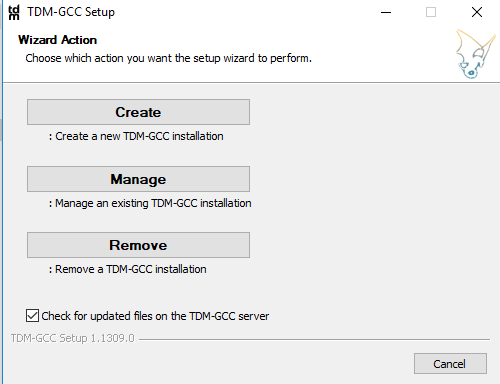 tdm TDM-GCC Setup
Wizard Action
Choose which action you want the setup wizard to perform.
Create
: Create a new TDM-GCC installation
Manage
: Manage an existing TDM-GCC installation
Remove
: Remove a TDM-GCC installation
Check for updated files on the TDM-GCC server
TDM-GCC Setup 1.1309.0
Cancel